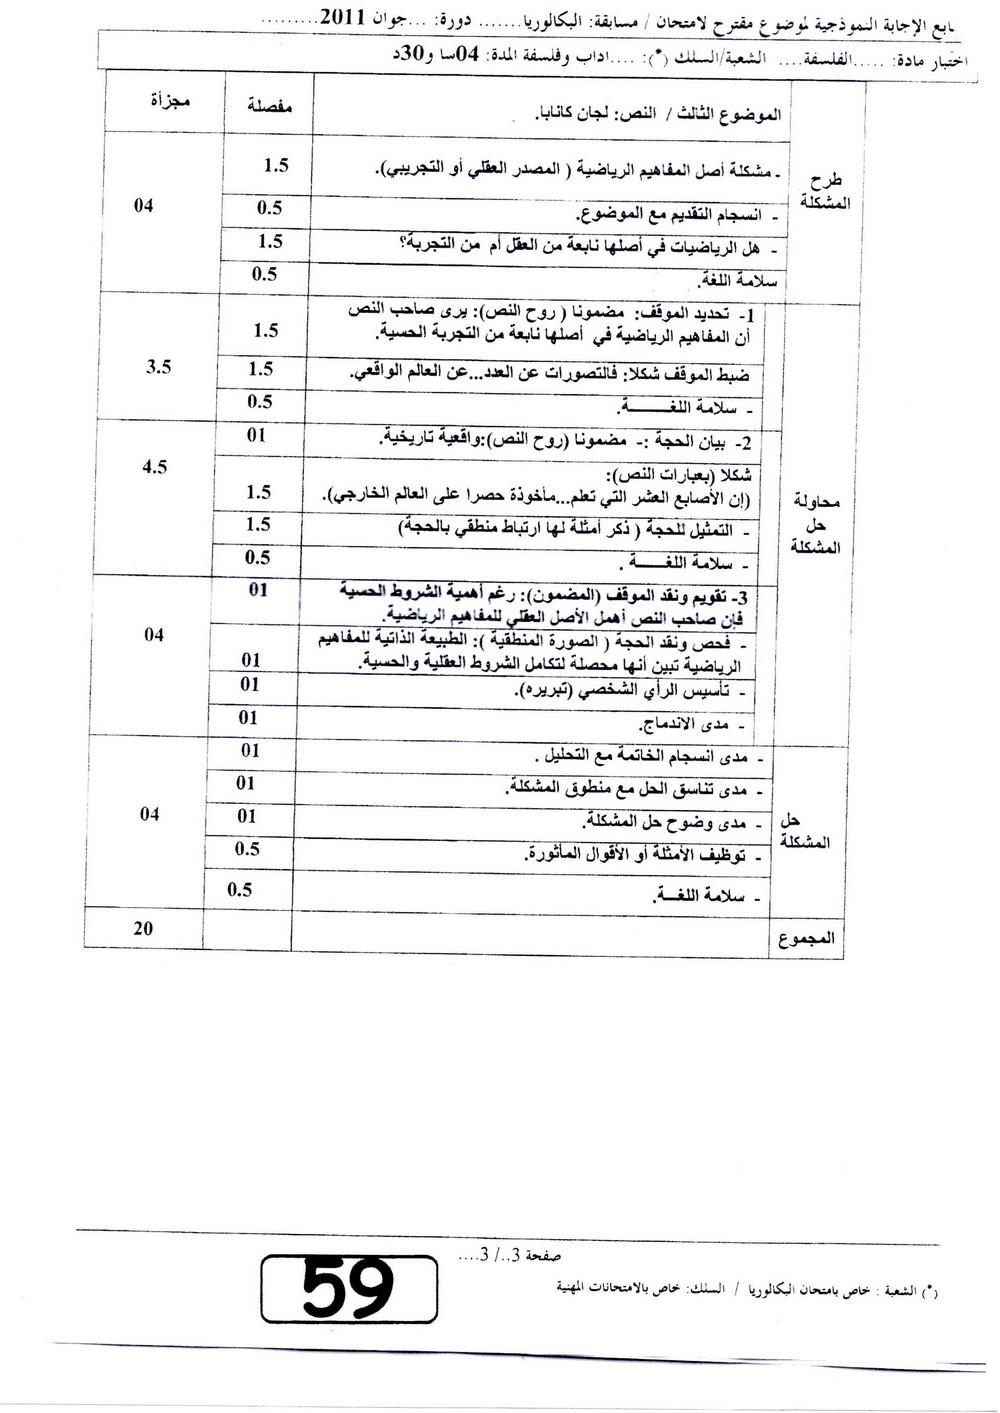 تابع الإجابة النموذجية لموضوع مقترح لامتحان / مسابقة: البكالوريا....... دورة: ...جوان 2011.........
اختبار مادة: .....الفلسفة.... الشعبة/السلك (*): ....اداب وفلسفة المدة: 04سا و30د
الموضوع الثالث / النص: لجان كانابا. مفصلة مجزأة
طرح المشكلة
- مشكلة أصل المفاهيم الرياضية ( المصدر العقلي أو التجريبي). 1.5
04
- انسجام التقديم مع الموضوع. 0.5
- هل الرياضيات في أصلها نابعة من العقل أم من التجربة؟ 1.5
سلامة اللغة. 0.5
محاولة حل المشكلة
1- تحديد الموقف: مضمونا ( روح النص): يرى صاحب النص
أن المفاهيم الرياضية في أصلها نابعة من التجربة الحسية. 1.5
3.5
ضبط الموقف شكلا: فالتصورات عن العدد...عن العالم الواقعي. 1.5
- سلامة اللغـــــــة. 0.5
2- بيان الحجة :- مضمونا (روح النص):واقعية تاريخية. 01
4.5
شكلا (بعبارات النص):
(إن الأصابع العشر التي تعلم...مأخوذة حصرا على العالم الخارجي). 1.5
- التمثيل للحجة ( ذكر أمثلة لها ارتباط منطقي بالحجة) 1.5
- سلامة اللغـــــة . 0.5
3- تقويم ونقد الموقف (المضمون): رغم أهمية الشروط الحسية 01
فإن صاحب النص أهمل الأصل العقلي للمفاهيم الرياضية.
04
- فحص ونقد الحجة ( الصورة المنطقية ): الطبيعة الذاتية للمفاهيم
الرياضية تبين أنها محصلة لتكامل الشروط العقلية والحسية. 01
- تأسيس الرأي الشخصي (تبريره). 01
- مدى الاندماج. 01
حل المشكلة
- مدى انسجام الخاتمة مع التحليل . 01
- مدى تناسق الحل مع منطوق المشكلة. 01
04
- مدى وضوح حل المشكلة. 01
- توظيف الأمثلة أو الأقوال المأثورة. 0.5
- سلامة اللغـــة. 0.5
المجموع 20
صفحة 3../ 3....
(*) الشعبة : خاص بامتحان البكالوريا / السلك: خاص بالامتحانات المهنية
59